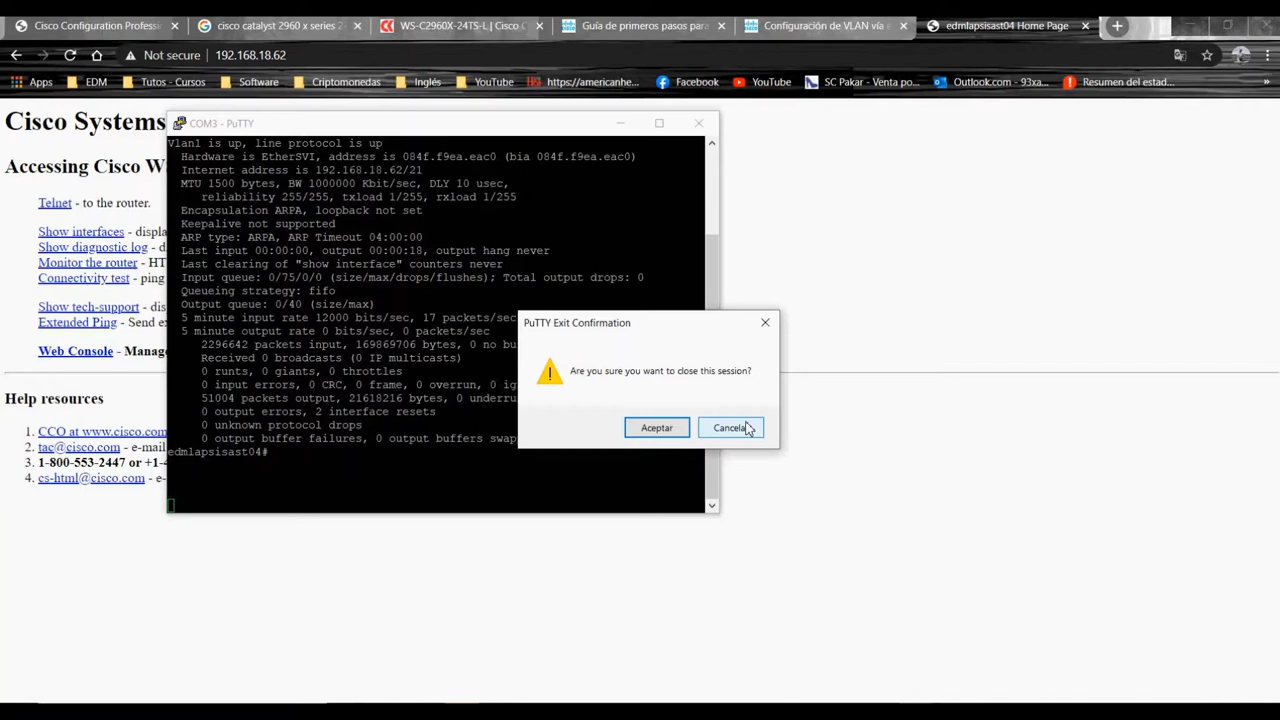 Cisco Configuration Profess
cisco catalyst 2960 x series 2
WS-C2960X-24TS-L | Cisco
Guía de primeros pasos para
Configuración de VLAN vía
edmlapsisast04 Home Page
Not secure
192.168.18.62
Apps
EDM
Tutos - Cursos
Software
Criptomonedas
Inglés
YouTube
https://americanhe...
Facebook
YouTube
SC Pakar - Venta po...
Outlook.com - 93xa...
Resumen del estad...
Cisco Systems
Accessing Cisco W
Telnet - to the router.
Show interfaces - displa
Show diagnostic log - d
Monitor the router - HT
Connectivity test - ping
Show tech-support - dis
Extended Ping - Send ex
Web Console - Manag
Help resources
1. CCO at www.cisco.com
2. tac@cisco.com - e-mail
3. 1-800-553-2447 or +1-
4. cs-html@cisco.com - e-
COM3 - PuTTY
Vlan1 is up, line protocol is up
Hardware is EtherSVI, address is 084f.f9ea.eac0 (bia 084f.f9ea.eac0)
Internet address is 192.168.18.62/21
MTU 1500 bytes, BW 1000000 Kbit/sec, DLY 10 usec,
reliability 255/255, txload 1/255, rxload 1/255
Encapsulation ARPA, loopback not set
Keepalive not supported
ARP type: ARPA, ARP Timeout 04:00:00
Last input 00:00:00, output 00:00:18, output hang never
Last clearing of "show interface" counters never
Input queue: 0/75/0/0 (size/max/drops/flushes); Total output drops: 0
Queueing strategy: fifo
Output queue: 0/40 (size/max)
5 minute input rate 12000 bits/sec, 17 packets/sec
5 minute output rate 0 bits/sec, 0 packets/sec
2296642 packets input, 169869706 bytes, 0 no bu
Received 0 broadcasts (0 IP multicasts)
0 runts, 0 giants, 0 throttles
0 input errors, 0 CRC, 0 frame, 0 overrun, 0 ig
51004 packets output, 21618216 bytes, 0 underru
0 output errors, 2 interface resets
0 unknown protocol drops
0 output buffer failures, 0 output buffers swap
edmlapsisast04#
PuTTY Exit Confirmation
Are you sure you want to close this session?
Aceptar
Cancela